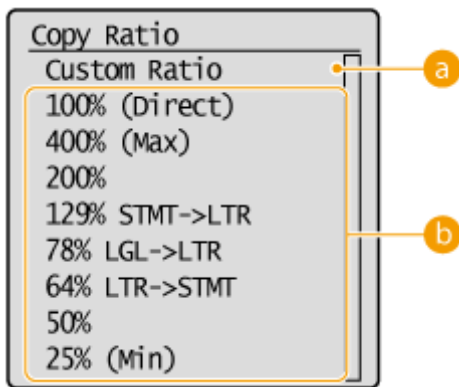 Copy Ratio
Custom Ratio
a
100% (Direct)
400% (Max)
200%
129% STMT->LTR
b
78% LGL->LTR
64% LTR->STMT
50%
25% (Min)